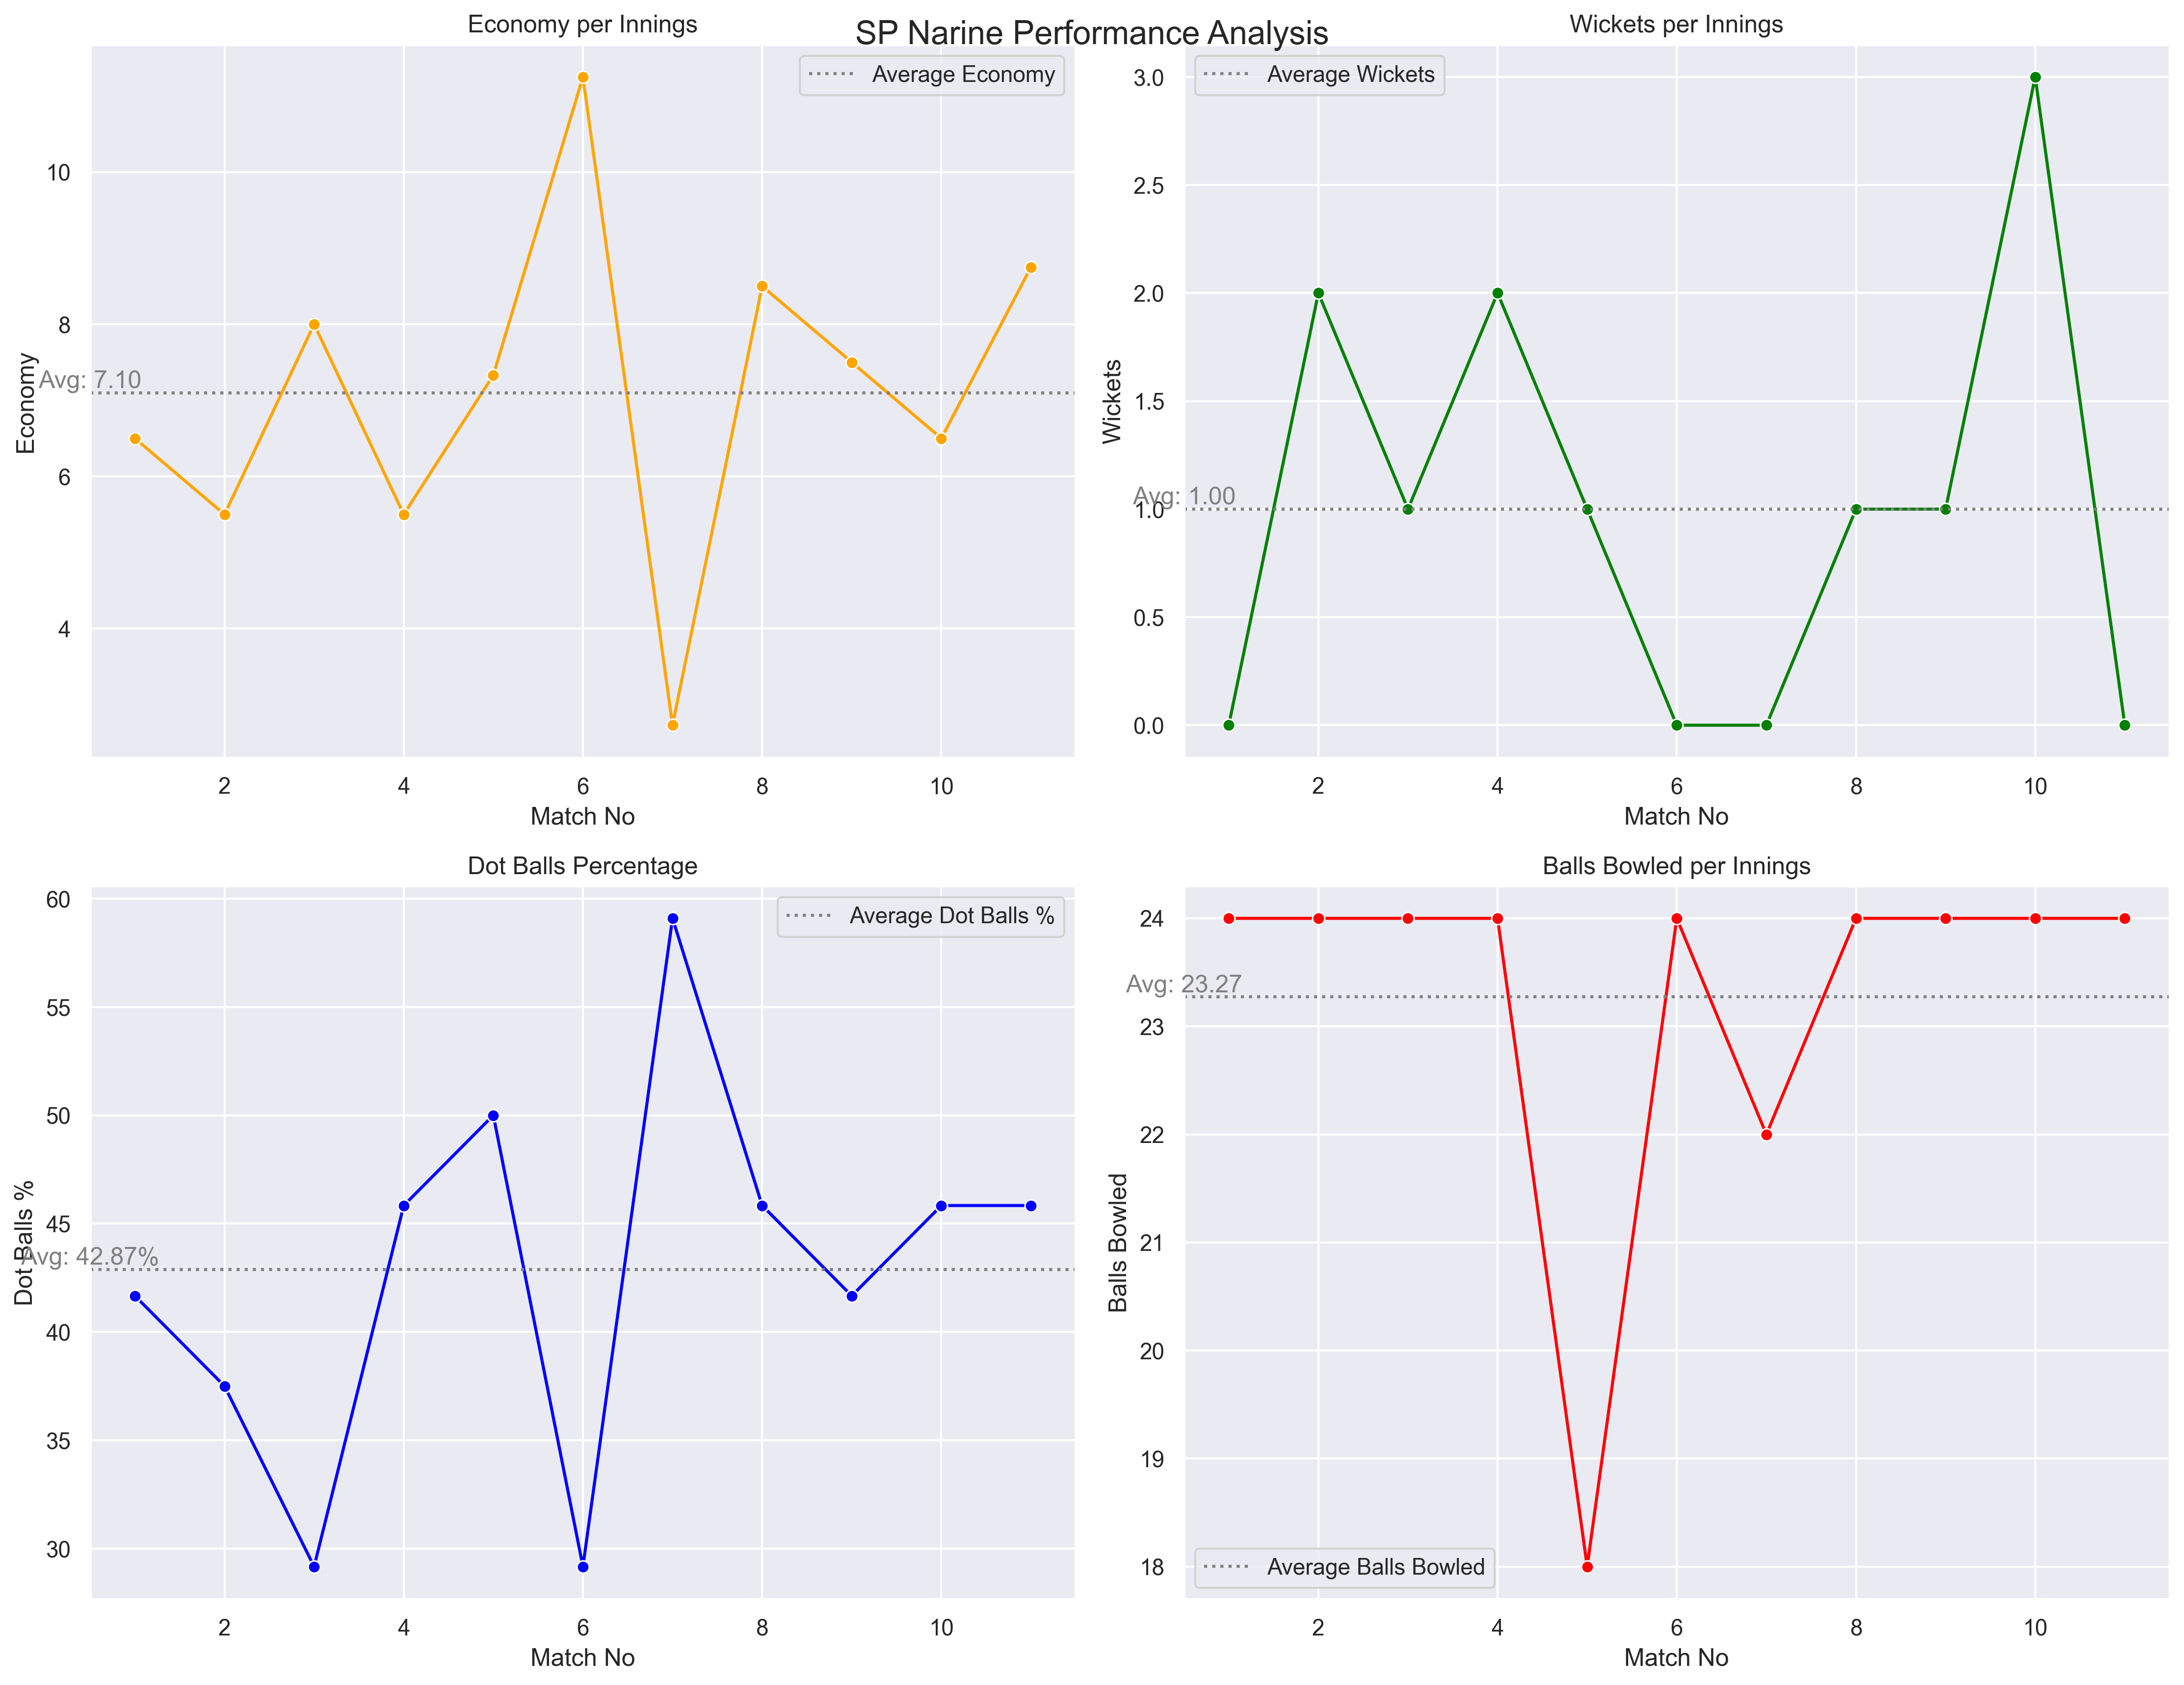 SP Narine Performance Analysis
Economy per Innings
Average Economy
10
8
6
4
Avg: 7.10
Economy
2 4 6 8 10
Match No
Wickets per Innings
Average Wickets
3.0
2.5
2.0
1.5
1.0
0.5
0.0
Avg: 1.00
Wickets
2 4 6 8 10
Match No
Dot Balls Percentage
Average Dot Balls %
60
55
50
45
40
35
30
Avg: 42.87%
Dot Balls %
2 4 6 8 10
Match No
Balls Bowled per Innings
24
23
22
21
20
19
18
Avg: 23.27
Balls Bowled
Average Balls Bowled
2 4 6 8 10
Match No